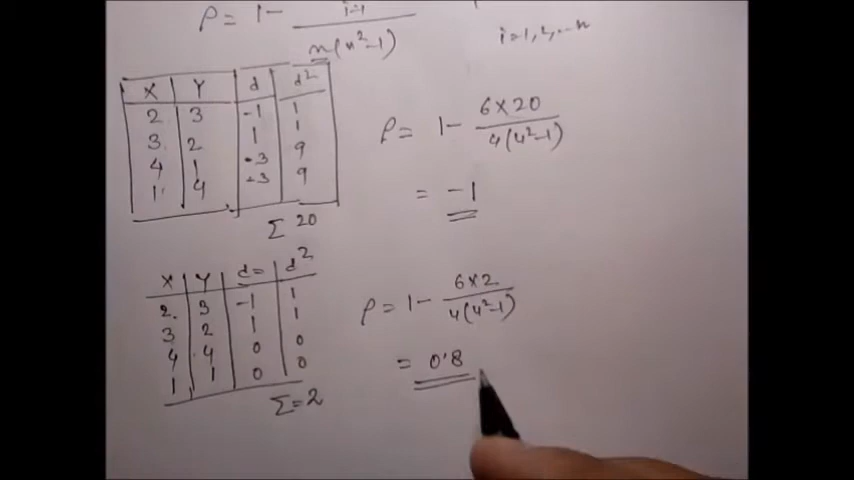 ρ = 1 - i=1
n(n²-1)
i=1,2,--n
X Y d d²
2 3 -1 1
3 2 1 1
4 1 3 9
1 4 -3 9
Σ 20
ρ = 1 - 6×20 / 4(4²-1)
= -1
X Y d= d²
2 3 -1 1
3 2 1 1
4 4 0 0
1 1 0 0
Σ=2
ρ = 1 - 6×2 / 4(4²-1)
= 0.8